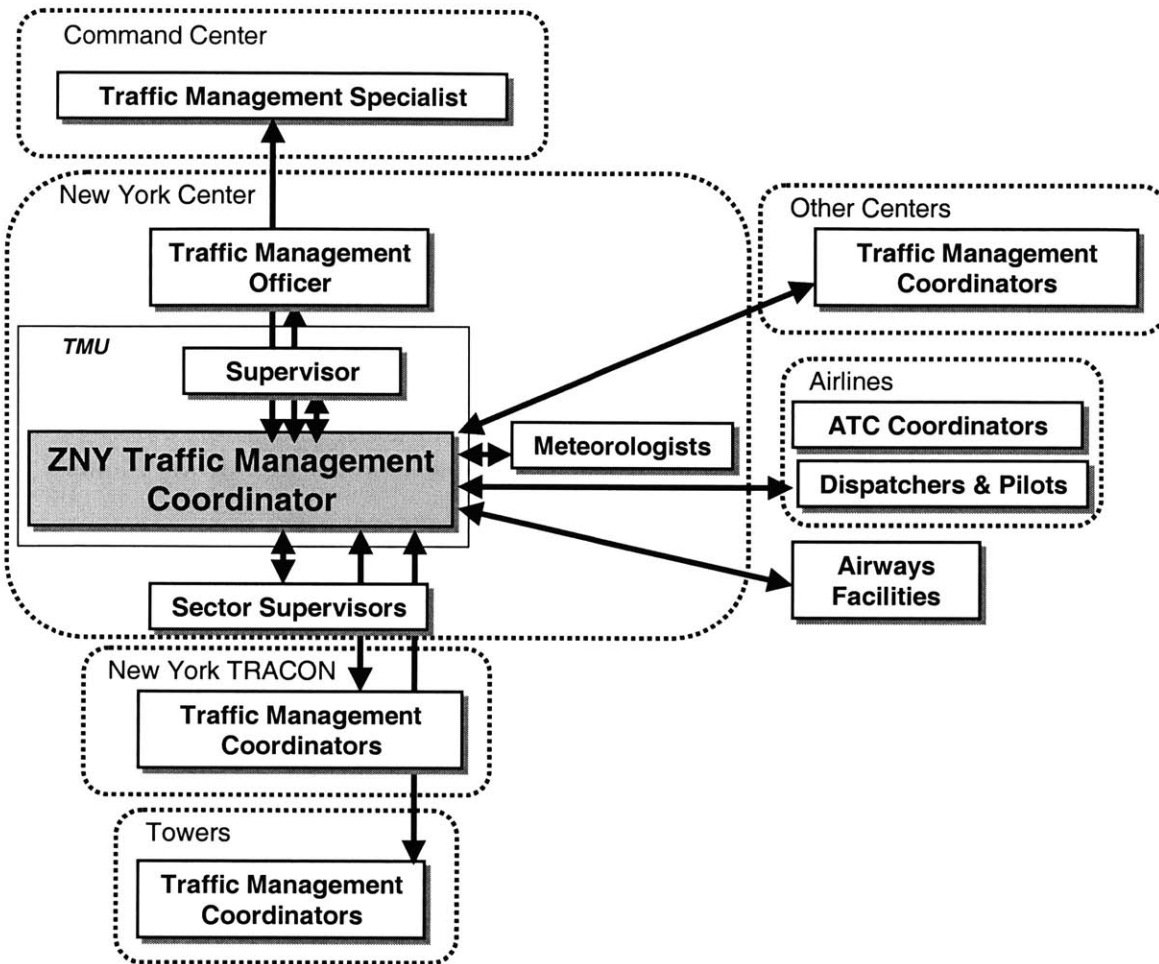 Command Center
Traffic Management Specialist
New York Center
Traffic Management
Officer
TMU
Supervisor
ZNY Traffic Management
Coordinator
Meteorologists
Sector Supervisors
Other Centers
Traffic Management
Coordinators
Airlines
ATC Coordinators
Dispatchers & Pilots
Airways
Facilities
New York TRACON
Traffic Management
Coordinators
Towers
Traffic Management
Coordinators